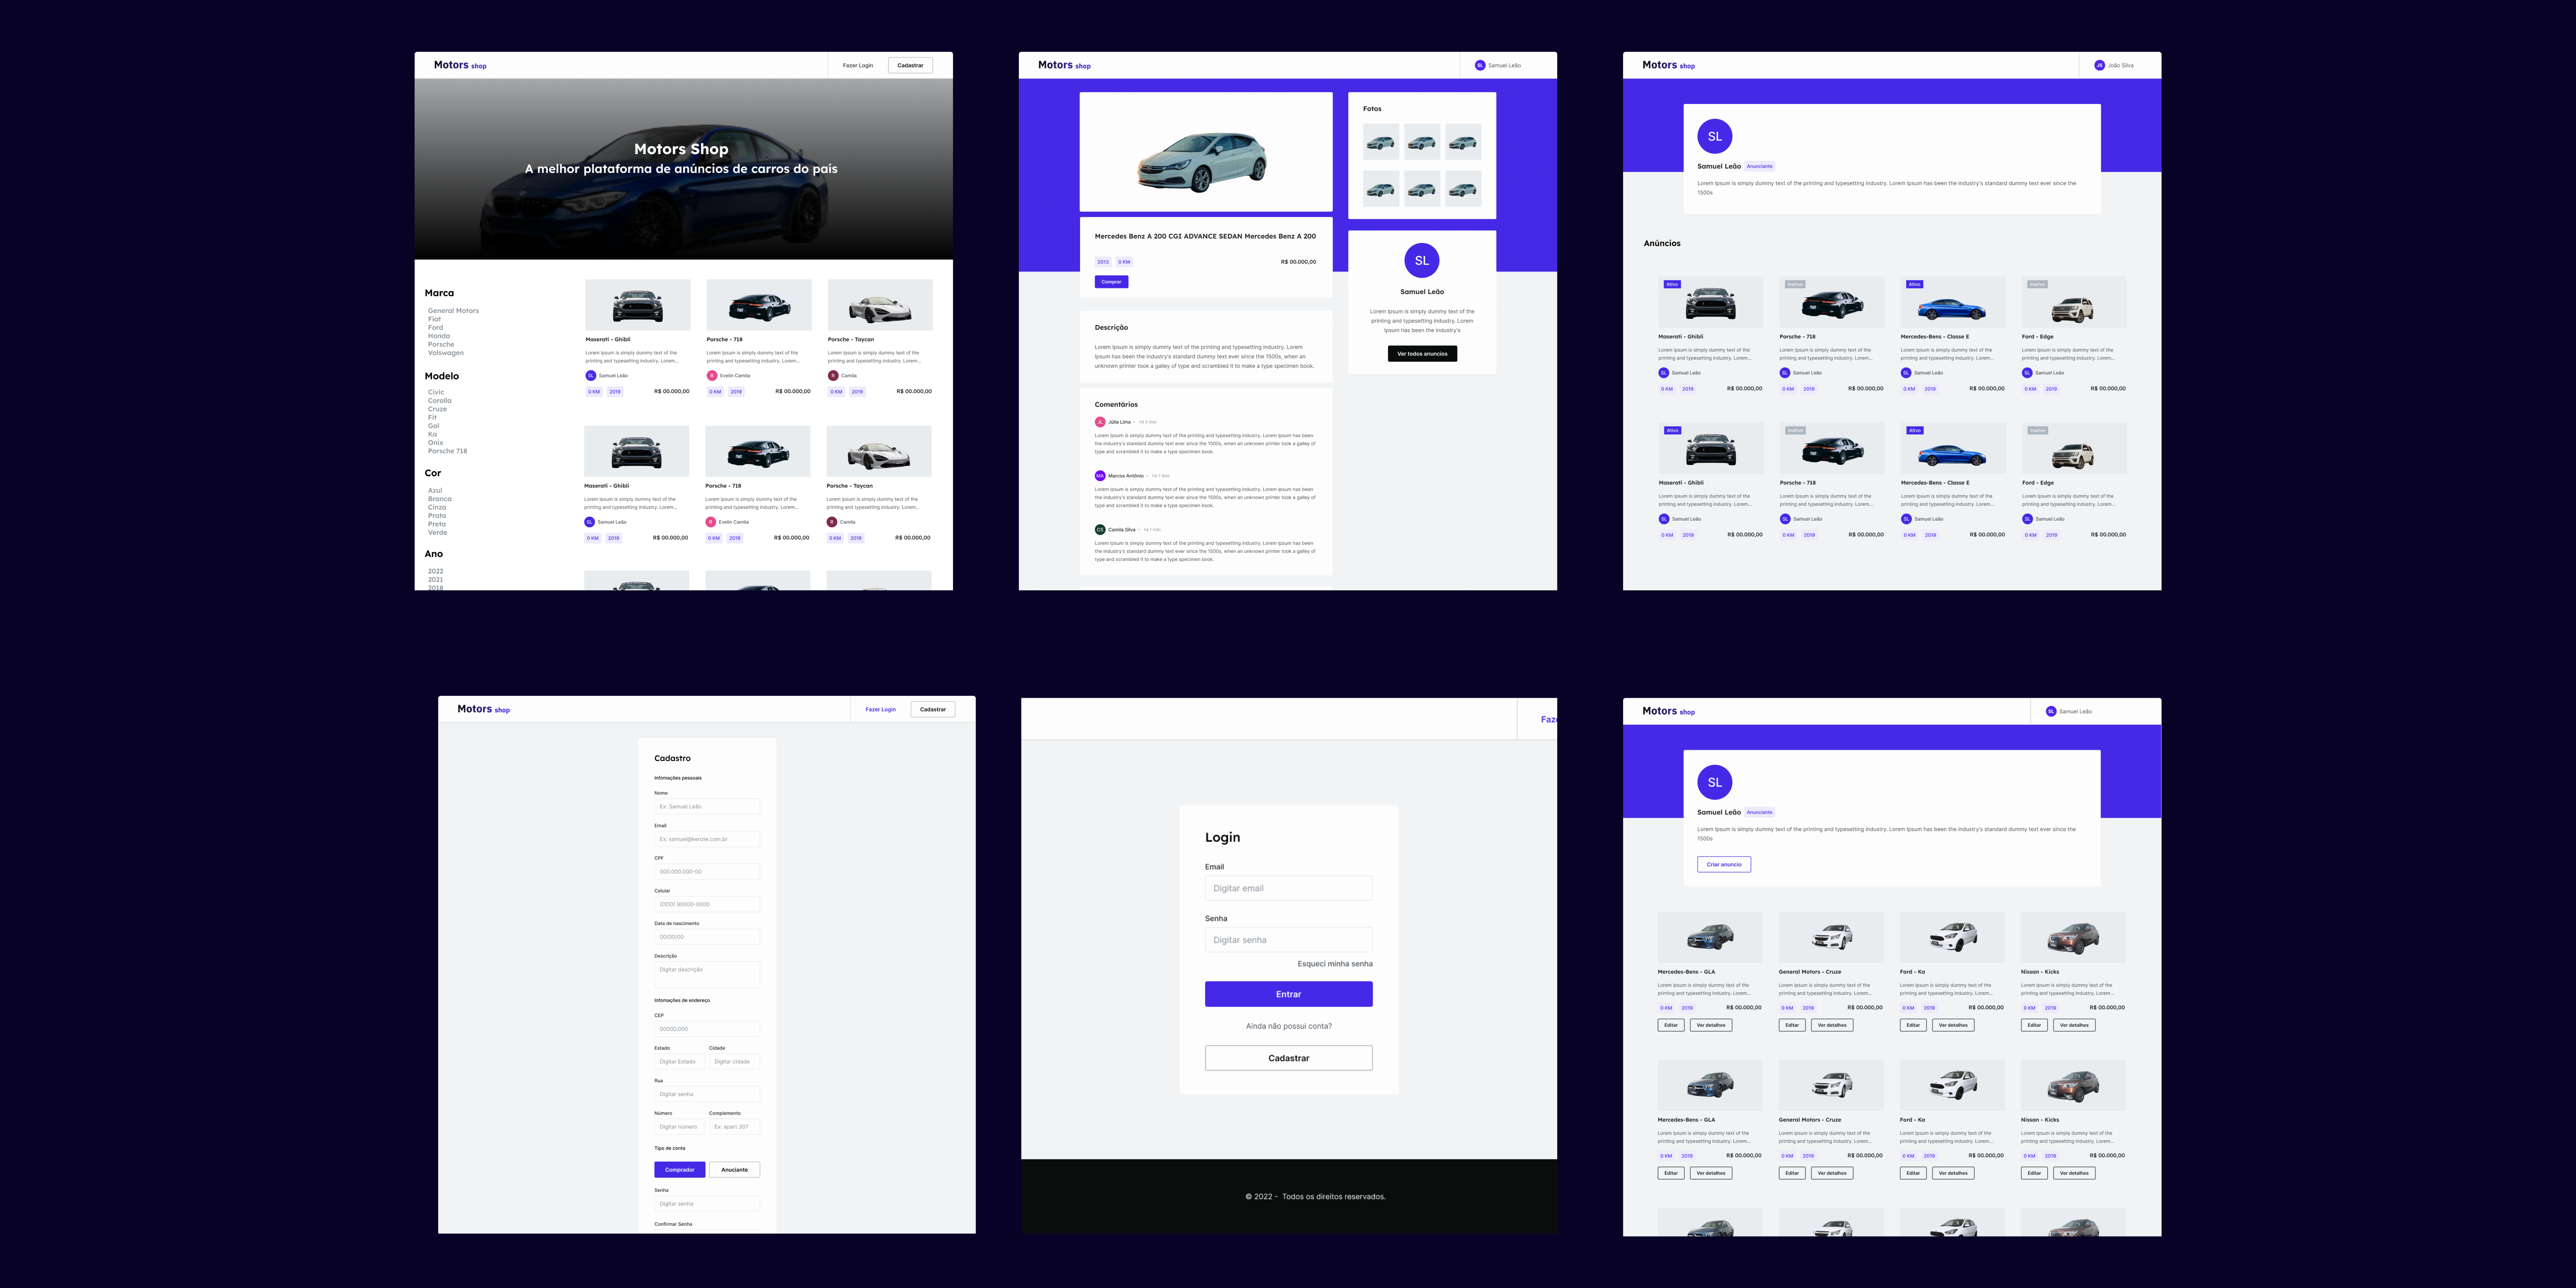 Motors shop
Fazer Login
Cadastrar
Motors Shop
A melhor plataforma de anúncios de carros do país
Marca
General Motors
Fiat
Ford
Honda
Porsche
Volswagen
Modelo
Civic
Corolla
Cruze
Fit
Gol
Ka
Onix
Porsche 718
Cor
Azul
Branca
Cinza
Prata
Preta
Verde
Ano
2022
2021
2018
Maserati - Ghibli
Lorem Ipsum is simply dummy text of the
printing and typesetting industry. Lorem...
SL Samuel Leão
0 KM 2019 R$ 00.000,00
Porsche - 718
Lorem Ipsum is simply dummy text of the
printing and typesetting industry. Lorem...
R Evelin Camila
0 KM 2019 R$ 00.000,00
Porsche - Taycan
Lorem Ipsum is simply dummy text of the
printing and typesetting industry. Lorem...
R Camila
0 KM 2019 R$ 00.000,00
Maserati - Ghibli
Lorem Ipsum is simply dummy text of the
printing and typesetting industry. Lorem...
SL Samuel Leão
0 KM 2019 R$ 00.000,00
Porsche - 718
Lorem Ipsum is simply dummy text of the
printing and typesetting industry. Lorem...
R Evelin Camila
0 KM 2019 R$ 00.000,00
Porsche - Taycan
Lorem Ipsum is simply dummy text of the
printing and typesetting industry. Lorem...
R Camila
0 KM 2019 R$ 00.000,00
Motors shop
SL Samuel Leão
Mercedes Benz A 200 CGI ADVANCE SEDAN Mercedes Benz A 200
2013 0 KM R$ 00.000,00
Comprar
Descrição
Lorem Ipsum is simply dummy text of the printing and typesetting industry. Lorem
Ipsum has been the industry's standard dummy text ever since the 1500s, when an
unknown printer took a galley of type and scrambled it to make a type specimen book.
Comentários
JL Júlia Lima • há 3 dias
Lorem Ipsum is simply dummy text of the printing and typesetting industry. Lorem Ipsum has been
the industry's standard dummy text ever since the 1500s, when an unknown printer took a galley of
type and scrambled it to make a type specimen book.
MA Marcos Antônio • há 7 dias
Lorem Ipsum is simply dummy text of the printing and typesetting industry. Lorem Ipsum has been
the industry's standard dummy text ever since the 1500s, when an unknown printer took a galley of
type and scrambled it to make a type specimen book.
CS Camila Silva • há 1 mês
Lorem Ipsum is simply dummy text of the printing and typesetting industry. Lorem Ipsum has been
the industry's standard dummy text ever since the 1500s, when an unknown printer took a galley of
type and scrambled it to make a type specimen book.
Fotos
SL
Samuel Leão
Lorem Ipsum is simply dummy text of the
printing and typesetting industry. Lorem
Ipsum has been the industry's
Ver todos anuncios
Motors shop
JS João Silva
SL
Samuel Leão Anunciante
Lorem Ipsum is simply dummy text of the printing and typesetting industry. Lorem Ipsum has been the industry's standard dummy text ever since the
1500s
Anúncios
Ativo
Maserati - Ghibli
Lorem Ipsum is simply dummy text of the
printing and typesetting industry. Lorem...
SL Samuel Leão
0 KM 2019 R$ 00.000,00
Inativo
Porsche - 718
Lorem Ipsum is simply dummy text of the
printing and typesetting industry. Lorem...
SL Samuel Leão
0 KM 2019 R$ 00.000,00
Ativo
Mercedes-Bens - Classe E
Lorem Ipsum is simply dummy text of the
printing and typesetting industry. Lorem...
SL Samuel Leão
0 KM 2019 R$ 00.000,00
Inativo
Ford - Edge
Lorem Ipsum is simply dummy text of the
printing and typesetting industry. Lorem...
SL Samuel Leão
0 KM 2019 R$ 00.000,00
Ativo
Maserati - Ghibli
Lorem Ipsum is simply dummy text of the
printing and typesetting industry. Lorem...
SL Samuel Leão
0 KM 2019 R$ 00.000,00
Inativo
Porsche - 718
Lorem Ipsum is simply dummy text of the
printing and typesetting industry. Lorem...
SL Samuel Leão
0 KM 2019 R$ 00.000,00
Ativo
Mercedes-Bens - Classe E
Lorem Ipsum is simply dummy text of the
printing and typesetting industry. Lorem...
SL Samuel Leão
0 KM 2019 R$ 00.000,00
Inativo
Ford - Edge
Lorem Ipsum is simply dummy text of the
printing and typesetting industry. Lorem...
SL Samuel Leão
0 KM 2019 R$ 00.000,00
Motors shop
Fazer Login
Cadastrar
Cadastro
Infomações pessoais
Nome
Ex: Samuel Leão
Email
Ex: samuel@kenzie.com.br
CPF
000.000.000-00
Celular
(DDD) 90000-0000
Data de nascimento
00/00/00
Descrição
Digitar descrição
Infomações de endereço
CEP
00000.000
Estado Cidade
Digitar Estado Digitar cidade
Rua
Digitar senha
Número Complemento
Digitar número Ex: apart 307
Tipo de conta
Comprador Anuciante
Senha
Digitar senha
Confirmar Senha
Faze
Login
Email
Digitar email
Senha
Digitar senha
Esqueci minha senha
Entrar
Ainda não possui conta?
Cadastrar
© 2022 - Todos os direitos reservados.
Motors shop
SL Samuel Leão
SL
Samuel Leão Anunciante
Lorem Ipsum is simply dummy text of the printing and typesetting industry. Lorem Ipsum has been the industry's standard dummy text ever since the
1500s
Criar anuncio
Mercedes-Bens - GLA
Lorem Ipsum is simply dummy text of the
printing and typesetting industry. Lorem...
0 KM 2019 R$ 00.000,00
Editar Ver detalhes
General Motors - Cruze
Lorem Ipsum is simply dummy text of the
printing and typesetting industry. Lorem...
0 KM 2019 R$ 00.000,00
Editar Ver detalhes
Ford - Ka
Lorem Ipsum is simply dummy text of the
printing and typesetting industry. Lorem...
0 KM 2019 R$ 00.000,00
Editar Ver detalhes
Nissan - Kicks
Lorem Ipsum is simply dummy text of the
printing and typesetting industry. Lorem...
0 KM 2019 R$ 00.000,00
Editar Ver detalhes
Mercedes-Bens - GLA
Lorem Ipsum is simply dummy text of the
printing and typesetting industry. Lorem...
0 KM 2019 R$ 00.000,00
Editar Ver detalhes
General Motors - Cruze
Lorem Ipsum is simply dummy text of the
printing and typesetting industry. Lorem...
0 KM 2019 R$ 00.000,00
Editar Ver detalhes
Ford - Ka
Lorem Ipsum is simply dummy text of the
printing and typesetting industry. Lorem...
0 KM 2019 R$ 00.000,00
Editar Ver detalhes
Nissan - Kicks
Lorem Ipsum is simply dummy text of the
printing and typesetting industry. Lorem...
0 KM 2019 R$ 00.000,00
Editar Ver detalhes